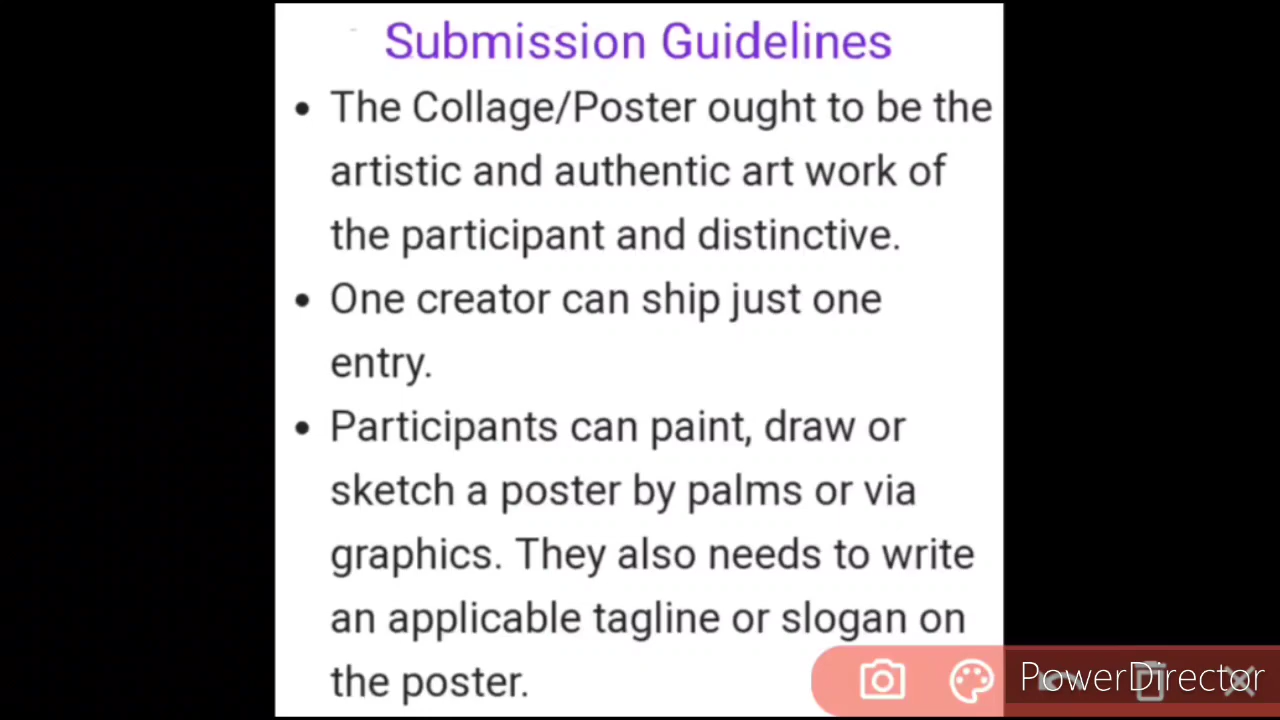 Submission Guidelines
• The Collage/Poster ought to be the
artistic and authentic art work of
the participant and distinctive.
• One creator can ship just one
entry.
• Participants can paint, draw or
sketch a poster by palms or via
graphics. They also needs to write
an applicable tagline or slogan on
the poster.
PowerDirector